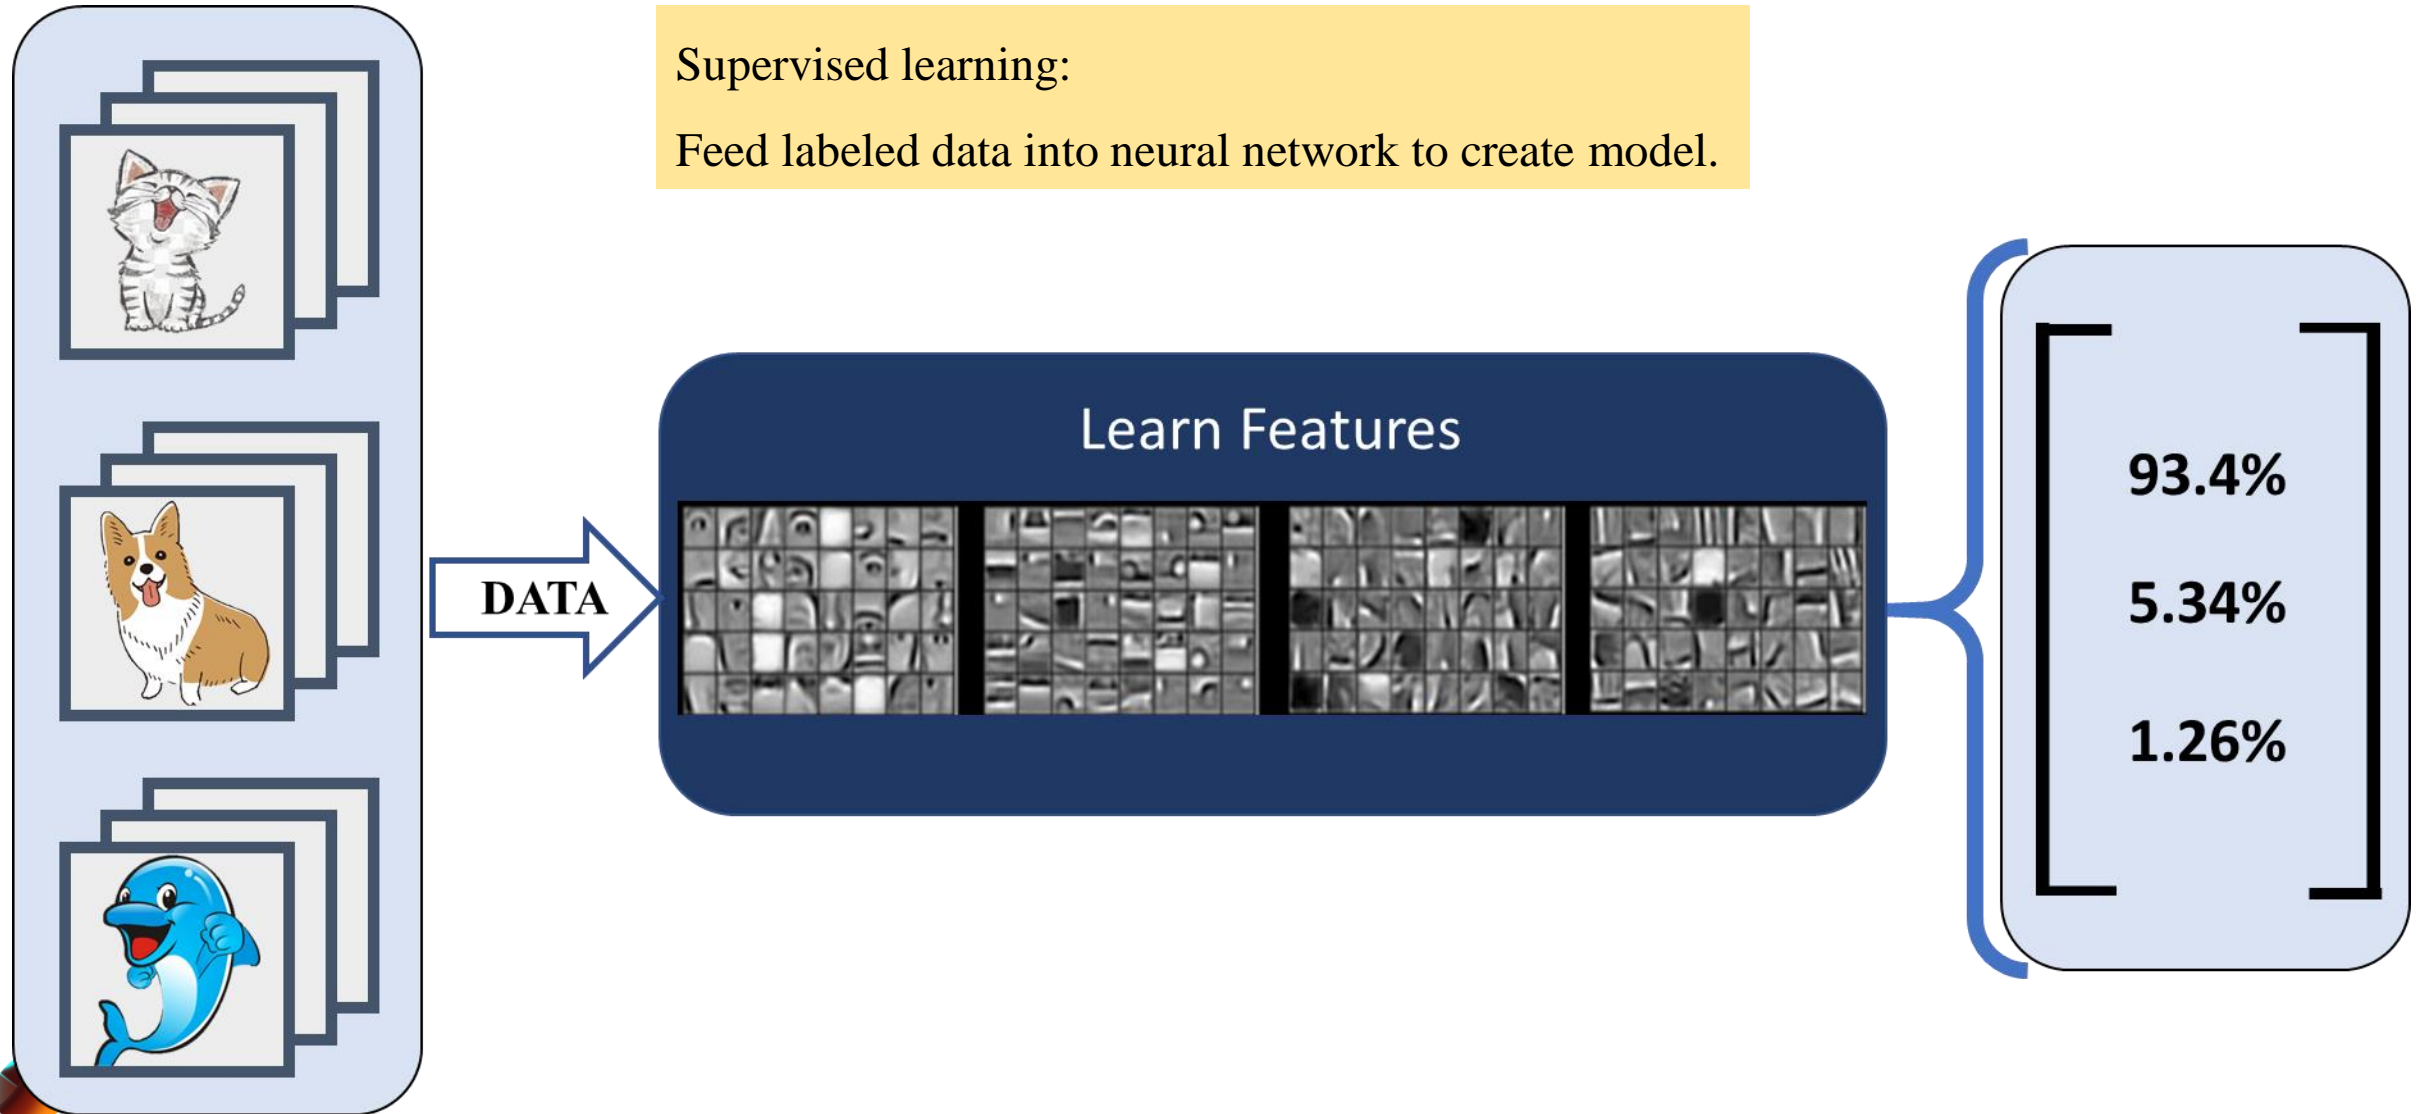 Supervised learning:
Feed labeled data into neural network to create model.
DATA
Learn Features
93.4%
5.34%
1.26%